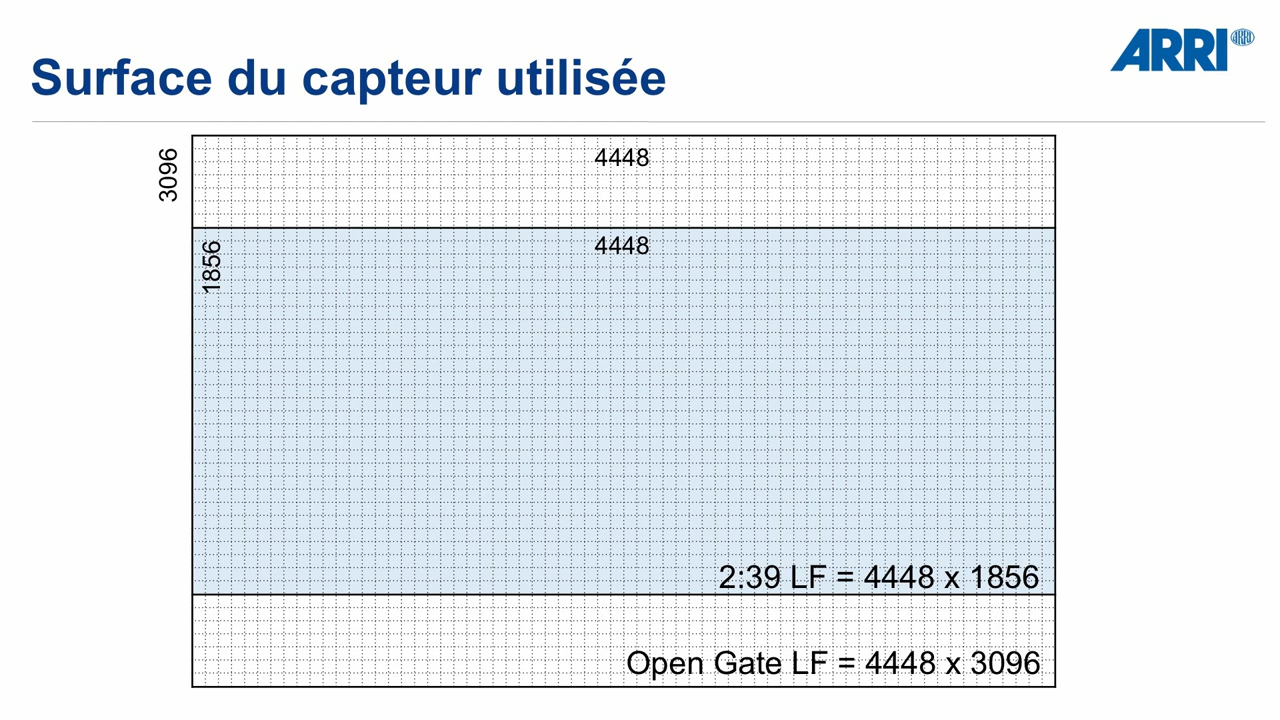 ARRI
Surface du capteur utilisée
3096
4448
4448
1856
2:39 LF = 4448 x 1856
Open Gate LF = 4448 x 3096